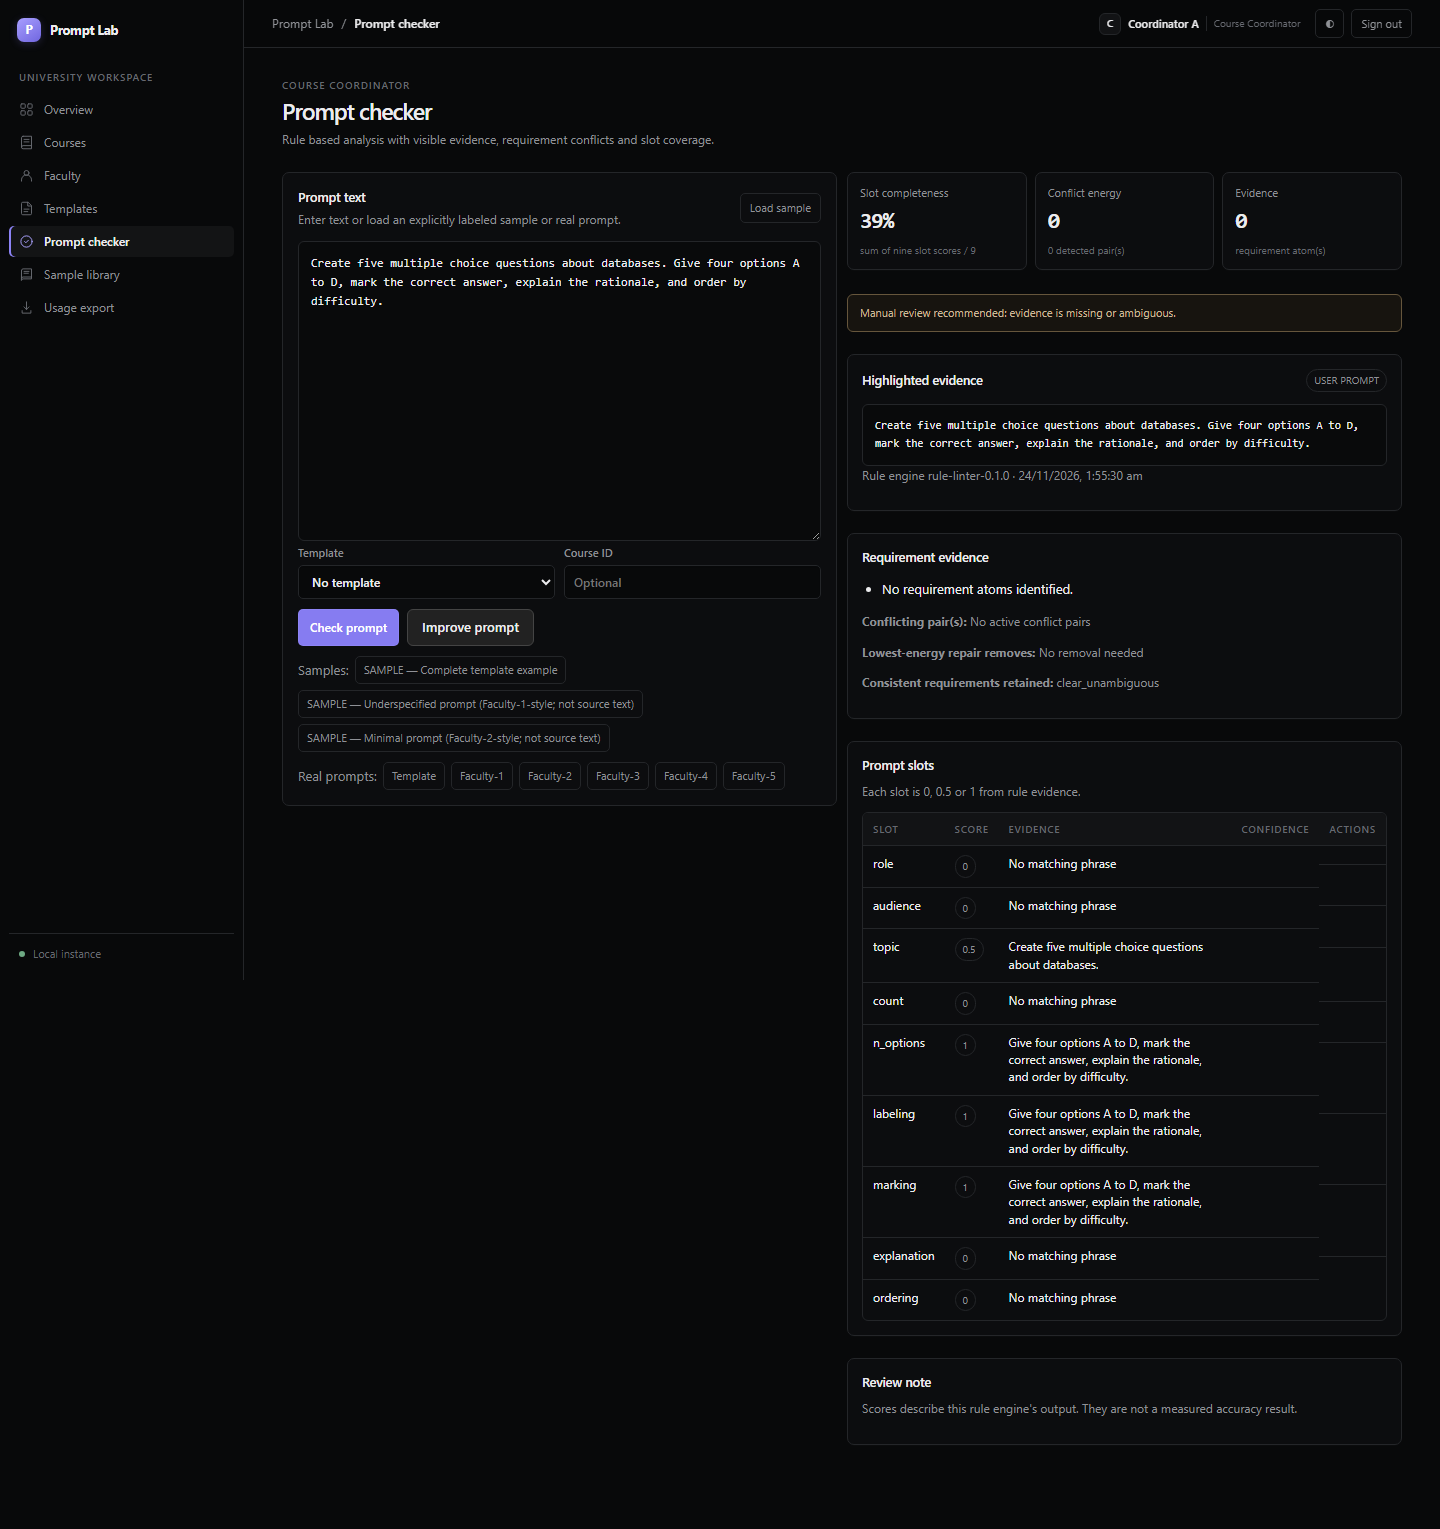 P Prompt Lab
UNIVERSITY WORKSPACE
Overview
Courses
Faculty
Templates
Prompt checker
Sample library
Usage export
Local instance
Prompt Lab / Prompt checker
C Coordinator A Course Coordinator Sign out
COURSE COORDINATOR
Prompt checker
Rule based analysis with visible evidence, requirement conflicts and slot coverage.
Prompt text
Enter text or load an explicitly labeled sample or real prompt.
Load sample
Create five multiple choice questions about databases. Give four options A
to D, mark the correct answer, explain the rationale, and order by
difficulty.
Template Course ID
No template Optional
Check prompt Improve prompt
Samples: SAMPLE — Complete template example
SAMPLE — Underspecified prompt (Faculty-1-style; not source text)
SAMPLE — Minimal prompt (Faculty-2-style; not source text)
Real prompts: Template Faculty-1 Faculty-2 Faculty-3 Faculty-4 Faculty-5
Slot completeness
39%
sum of nine slot scores / 9
Conflict energy
0
0 detected pair(s)
Evidence
0
requirement atom(s)
Manual review recommended: evidence is missing or ambiguous.
Highlighted evidence USER PROMPT
Create five multiple choice questions about databases. Give four options A to D,
mark the correct answer, explain the rationale, and order by difficulty.
Rule engine rule-linter-0.1.0 · 24/11/2026, 1:55:30 am
Requirement evidence
• No requirement atoms identified.
Conflicting pair(s): No active conflict pairs
Lowest-energy repair removes: No removal needed
Consistent requirements retained: clear_unambiguous
Prompt slots
Each slot is 0, 0.5 or 1 from rule evidence.
SLOT SCORE EVIDENCE CONFIDENCE ACTIONS
role 0 No matching phrase
audience 0 No matching phrase
topic 0.5 Create five multiple choice questions
about databases.
count 0 No matching phrase
n_options 1 Give four options A to D, mark the
correct answer, explain the rationale,
and order by difficulty.
labeling 1 Give four options A to D, mark the
correct answer, explain the rationale,
and order by difficulty.
marking 1 Give four options A to D, mark the
correct answer, explain the rationale,
and order by difficulty.
explanation 0 No matching phrase
ordering 0 No matching phrase
Review note
Scores describe this rule engine's output. They are not a measured accuracy result.